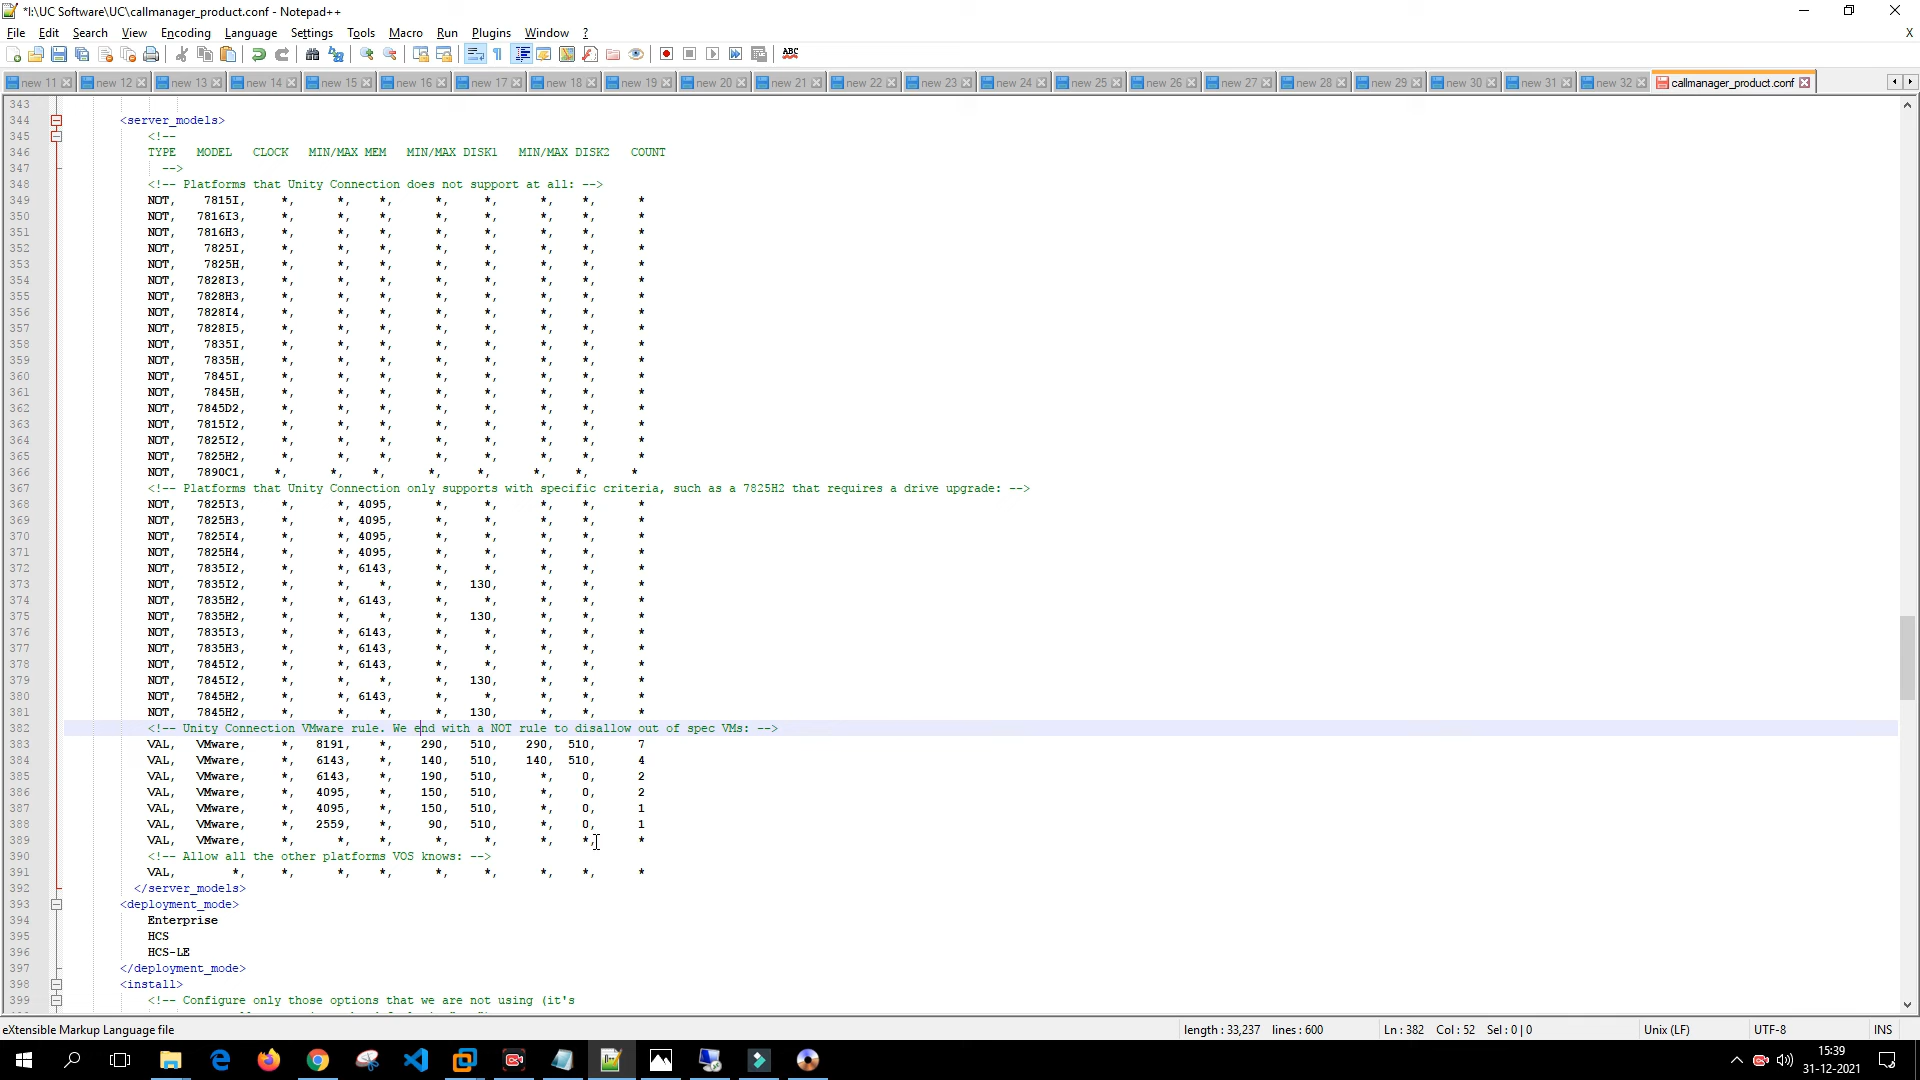 *I:\UC Software\UC\callmanager_product.conf - Notepad++
File Edit Search View Encoding Language Settings Tools Macro Run Plugins Window ? X
ABC
new 11 new 12 new 13 new 14 new 15 new 16 new 17 new 18 new 19 new 20 new 21 new 22 new 23 new 24 new 25 new 26 new 27 new 28 new 29 new 30 new 31 new 32 callmanager_product.conf
343
344 <server_models>
345 <!--
346 TYPE MODEL CLOCK MIN/MAX MEM MIN/MAX DISK1 MIN/MAX DISK2 COUNT
347 -->
348 <!-- Platforms that Unity Connection does not support at all: -->
349 NOT, 7815I, *, *, *, *, *, *, *, *
350 NOT, 7816I3, *, *, *, *, *, *, *, *
351 NOT, 7816H3, *, *, *, *, *, *, *, *
352 NOT, 7825I, *, *, *, *, *, *, *, *
353 NOT, 7825H, *, *, *, *, *, *, *, *
354 NOT, 7828I3, *, *, *, *, *, *, *, *
355 NOT, 7828H3, *, *, *, *, *, *, *, *
356 NOT, 7828I4, *, *, *, *, *, *, *, *
357 NOT, 7828I5, *, *, *, *, *, *, *, *
358 NOT, 7835I, *, *, *, *, *, *, *, *
359 NOT, 7835H, *, *, *, *, *, *, *, *
360 NOT, 7845I, *, *, *, *, *, *, *, *
361 NOT, 7845H, *, *, *, *, *, *, *, *
362 NOT, 7845D2, *, *, *, *, *, *, *, *
363 NOT, 7815I2, *, *, *, *, *, *, *, *
364 NOT, 7825I2, *, *, *, *, *, *, *, *
365 NOT, 7825H2, *, *, *, *, *, *, *, *
366 NOT, 7890C1, *, *, *, *, *, *, *, *
367 <!-- Platforms that Unity Connection only supports with specific criteria, such as a 7825H2 that requires a drive upgrade: -->
368 NOT, 7825I3, *, *, 4095, *, *, *, *, *
369 NOT, 7825H3, *, *, 4095, *, *, *, *, *
370 NOT, 7825I4, *, *, 4095, *, *, *, *, *
371 NOT, 7825H4, *, *, 4095, *, *, *, *, *
372 NOT, 7835I2, *, *, 6143, *, *, *, *, *
373 NOT, 7835I2, *, *, *, *, 130, *, *, *
374 NOT, 7835H2, *, *, 6143, *, *, *, *, *
375 NOT, 7835H2, *, *, *, *, 130, *, *, *
376 NOT, 7835I3, *, *, 6143, *, *, *, *, *
377 NOT, 7835H3, *, *, 6143, *, *, *, *, *
378 NOT, 7845I2, *, *, 6143, *, *, *, *, *
379 NOT, 7845I2, *, *, *, *, 130, *, *, *
380 NOT, 7845H2, *, *, 6143, *, *, *, *, *
381 NOT, 7845H2, *, *, *, *, 130, *, *, *
382 <!-- Unity Connection VMware rule. We end with a NOT rule to disallow out of spec VMs: -->
383 VAL, VMware, *, 8191, *, 290, 510, 290, 510, 7
384 VAL, VMware, *, 6143, *, 140, 510, 140, 510, 4
385 VAL, VMware, *, 6143, *, 190, 510, *, 0, 2
386 VAL, VMware, *, 4095, *, 150, 510, *, 0, 2
387 VAL, VMware, *, 4095, *, 150, 510, *, 0, 1
388 VAL, VMware, *, 2559, *, 90, 510, *, 0, 1
389 VAL, VMware, *, *, *, *, *, *, *, *
390 <!-- Allow all the other platforms VOS knows: -->
391 VAL, *, *, *, *, *, *, *, *, *
392 </server_models>
393 <deployment_mode>
394 Enterprise
395 HCS
396 HCS-LE
397 </deployment_mode>
398 <install>
399 <!-- Configure only those options that we are not using (it's
eXtensible Markup Language file length : 33,237 lines : 600 Ln : 382 Col : 52 Sel : 0 | 0 Unix (LF) UTF-8 INS
15:39
31-12-2021